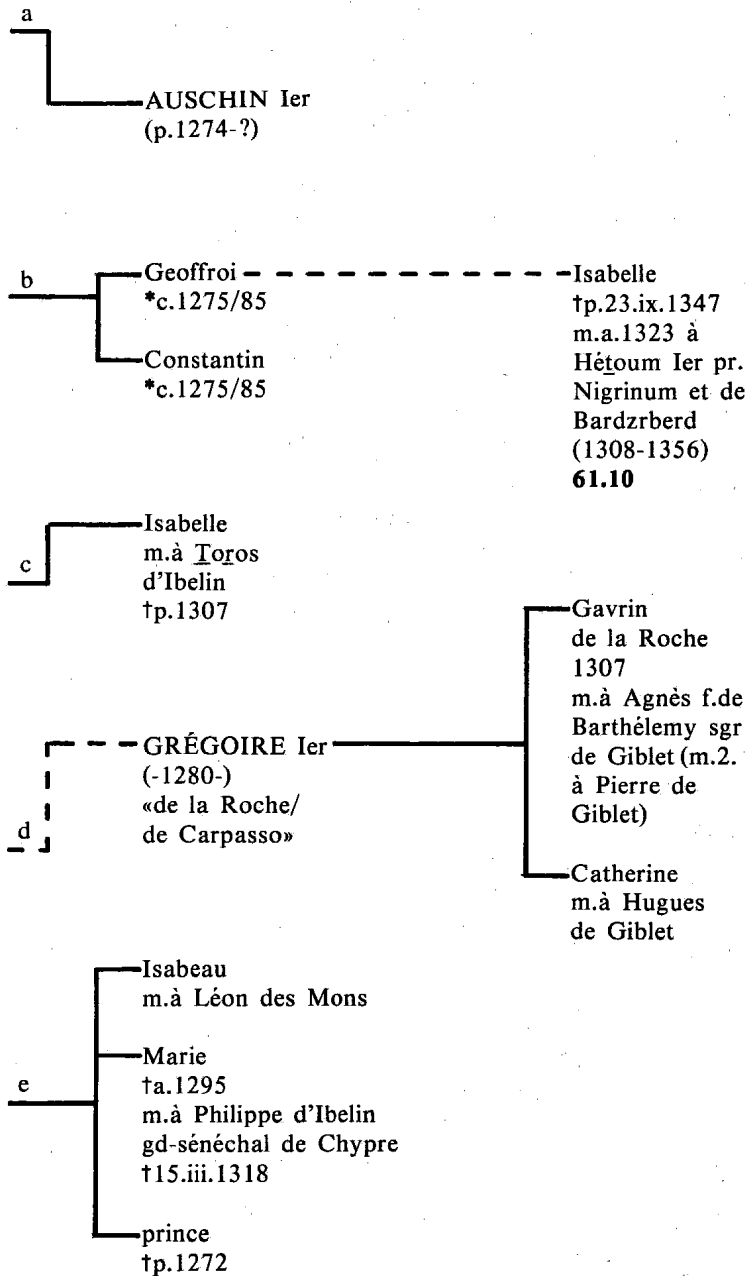 a
AUSCHIN Ier
(p.1274-?)
b
Geoffroi
*c.1275/85
Constantin
*c.1275/85
Isabelle
†p.23.ix.1347
m.a.1323 à
Hétoum Ier pr.
Nigrinum et de
Bardzrberd
(1308-1356)
61.10
c
Isabelle
m.à Toros
d'Ibelin
†p.1307
d
GRÉGOIRE Ier
(-1280-)
«de la Roche/
de Carpasso»
Gavrin
de la Roche
1307
m.à Agnès f.de
Barthélemy sgr
de Giblet (m.2.
à Pierre de
Giblet)
Catherine
m.à Hugues
de Giblet
e
Isabeau
m.à Léon des Mons
Marie
†a.1295
m.à Philippe d'Ibelin
gd-sénéchal de Chypre
†15.iii.1318
prince
†p.1272